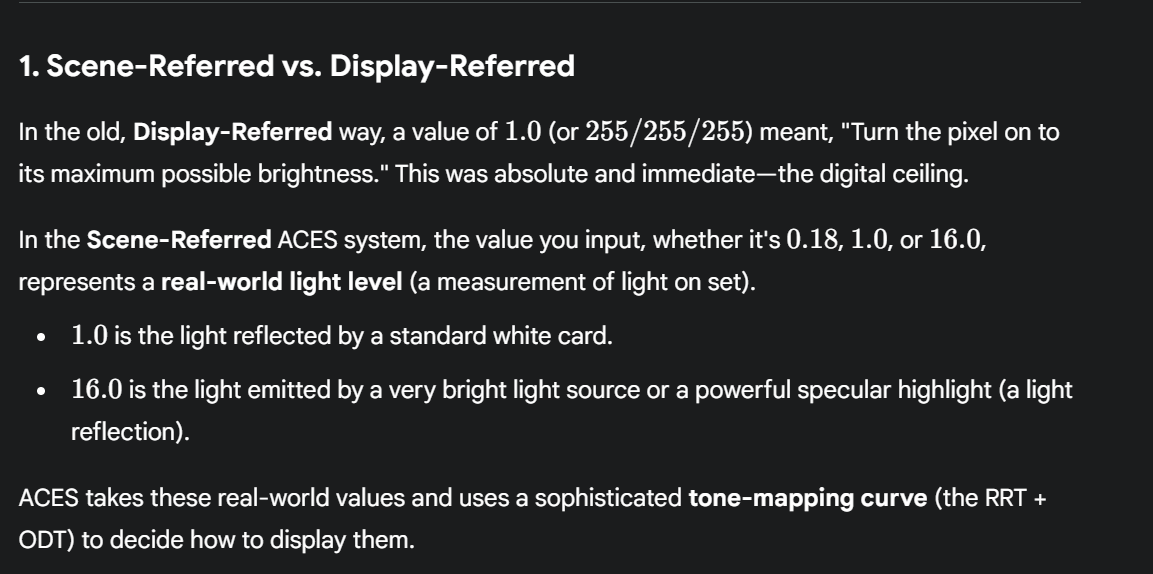 1. Scene-Referred vs. Display-Referred
In the old, Display-Referred way, a value of 1.0 (or 255/255/255) meant, "Turn the pixel on to
its maximum possible brightness." This was absolute and immediate—the digital ceiling.
In the Scene-Referred ACES system, the value you input, whether it's 0.18, 1.0, or 16.0,
represents a real-world light level (a measurement of light on set).
• 1.0 is the light reflected by a standard white card.
• 16.0 is the light emitted by a very bright light source or a powerful specular highlight (a light
reflection).
ACES takes these real-world values and uses a sophisticated tone-mapping curve (the RRT +
ODT) to decide how to display them.